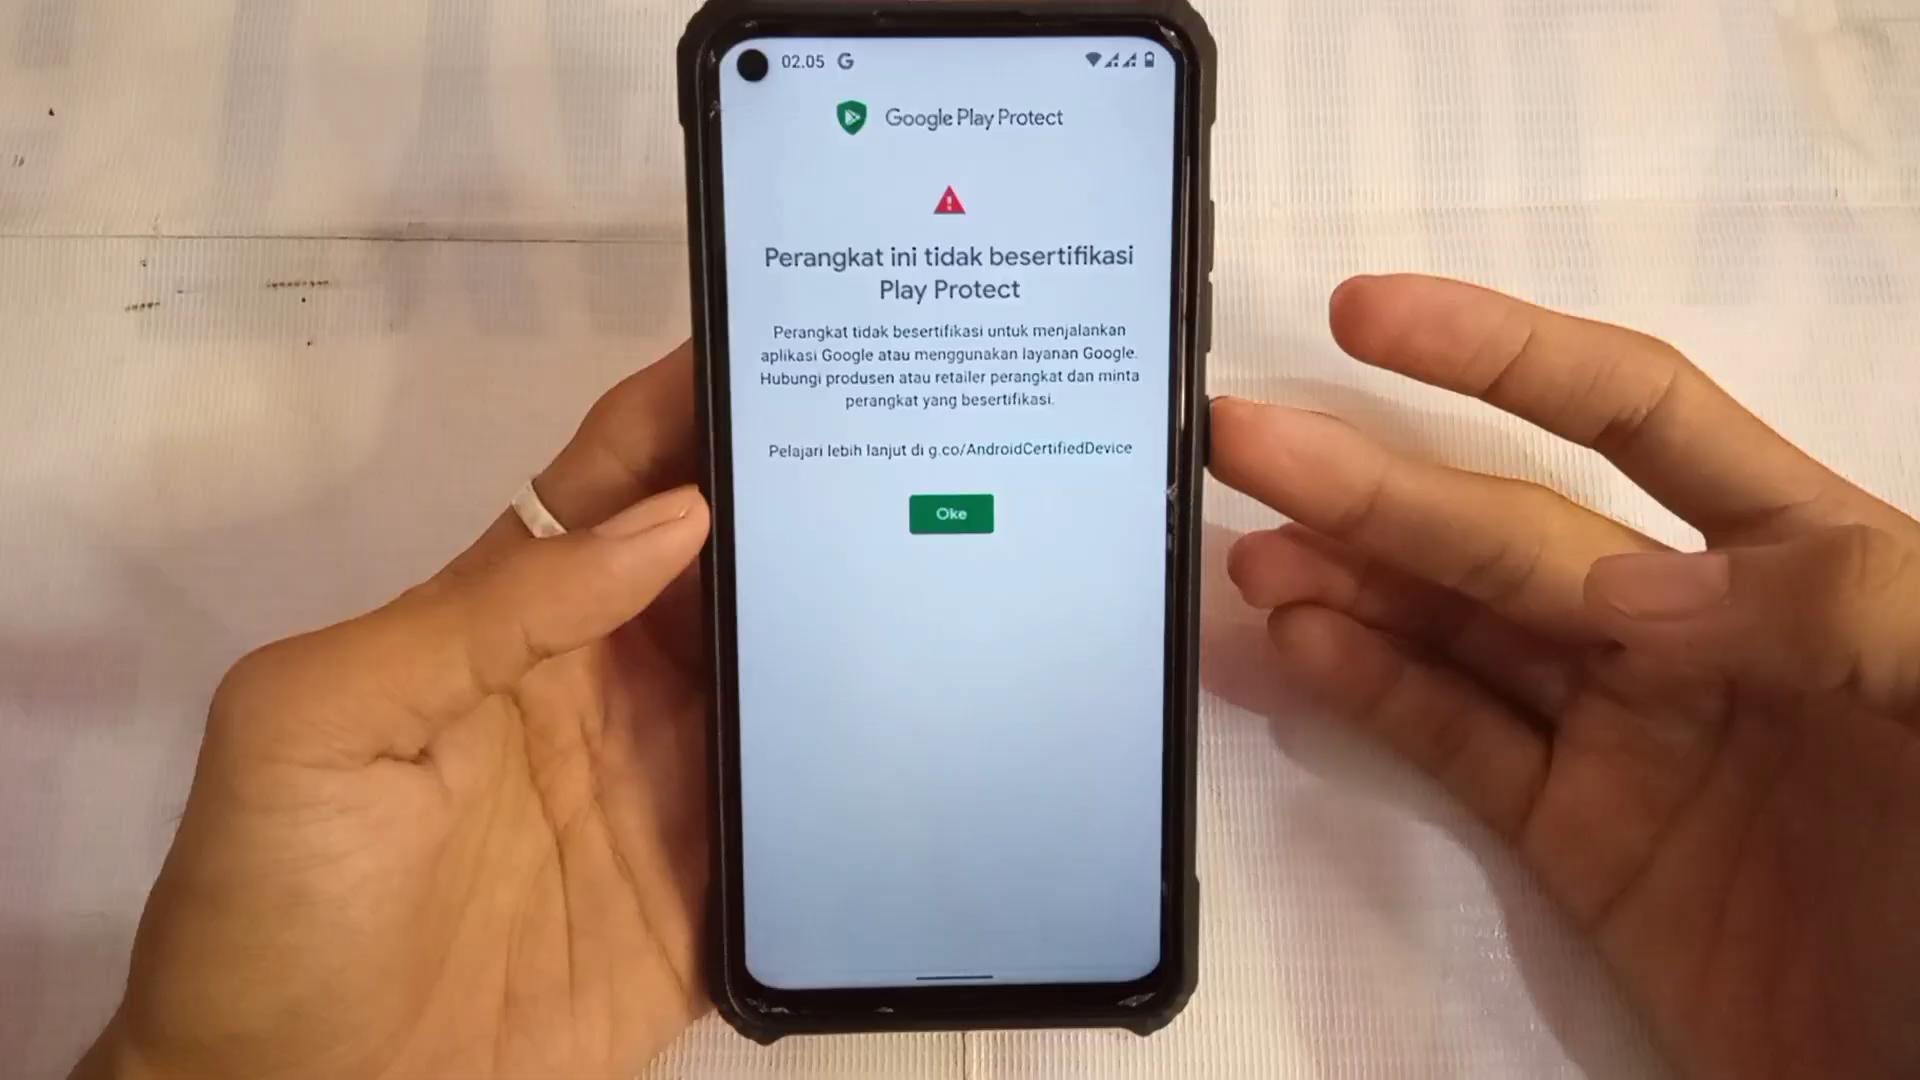 02.05 G
Google Play Protect
Perangkat ini tidak besertifikasi
Play Protect
Perangkat tidak besertifikasi untuk menjalankan
aplikasi Google atau menggunakan layanan Google.
Hubungi produsen atau retailer perangkat dan minta
perangkat yang besertifikasi.
Pelajari lebih lanjut di g.co/AndroidCertifiedDevice
Oke